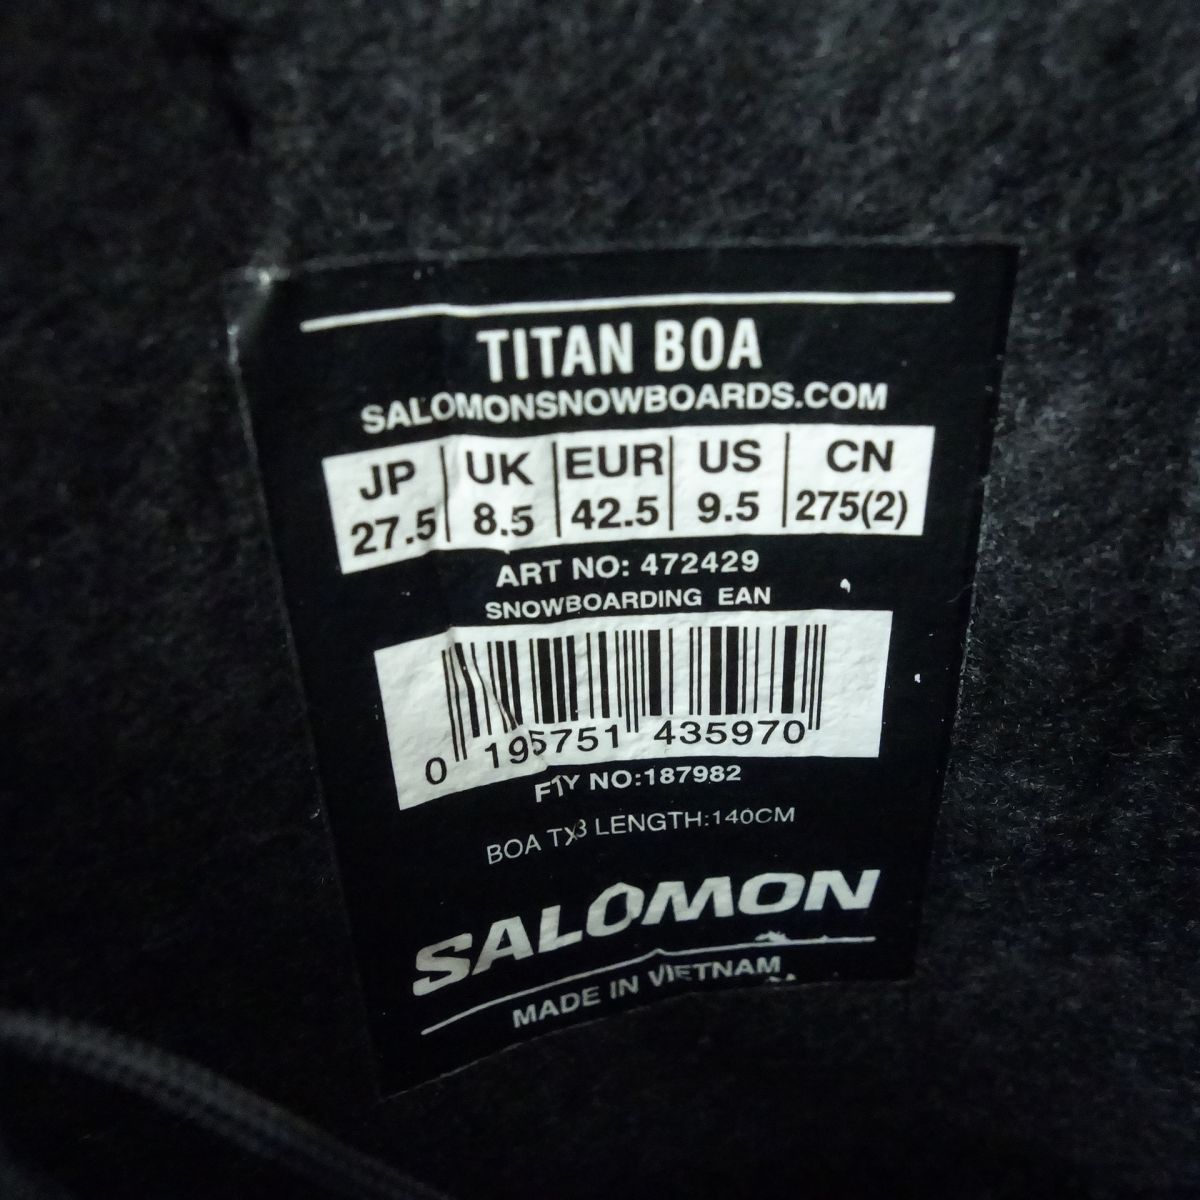 TITAN BOA
SALOMONSNOWBOARDS.COM
JP UK EUR US CN
27.5 8.5 42.5 9.5 275(2)
ART NO: 472429
SNOWBOARDING EAN
0 195751 435970
FTY NO:187982
BOA TX3 LENGTH:140CM
SALOMON
MADE IN VIETNAM